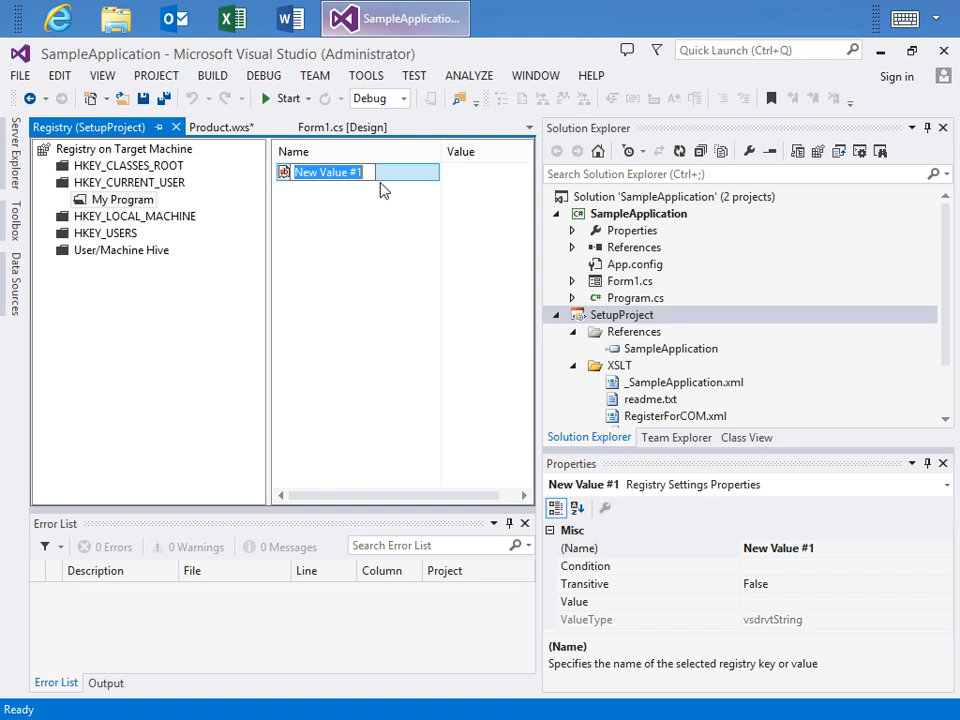 SampleApplicatio...
SampleApplication - Microsoft Visual Studio (Administrator)
Quick Launch (Ctrl+Q)
FILE EDIT VIEW PROJECT BUILD DEBUG TEAM TOOLS TEST ANALYZE WINDOW HELP
Sign in
Start Debug
Server Explorer
Toolbox
Data Sources
Registry (SetupProject) Product.wxs* Form1.cs [Design]
Registry on Target Machine
HKEY_CLASSES_ROOT
HKEY_CURRENT_USER
My Program
HKEY_LOCAL_MACHINE
HKEY_USERS
User/Machine Hive
Name Value
New Value #1
Solution Explorer
Search Solution Explorer (Ctrl+;)
Solution 'SampleApplication' (2 projects)
SampleApplication
Properties
References
App.config
Form1.cs
Program.cs
SetupProject
References
SampleApplication
XSLT
_SampleApplication.xml
readme.txt
RegisterForCOM.xml
Solution Explorer Team Explorer Class View
Properties
New Value #1 Registry Settings Properties
Misc
(Name) New Value #1
Condition
Transitive False
Value
ValueType vsdrvtString
(Name)
Specifies the name of the selected registry key or value
Error List
0 Errors 0 Warnings 0 Messages Search Error List
Description File Line Column Project
Error List Output
Ready